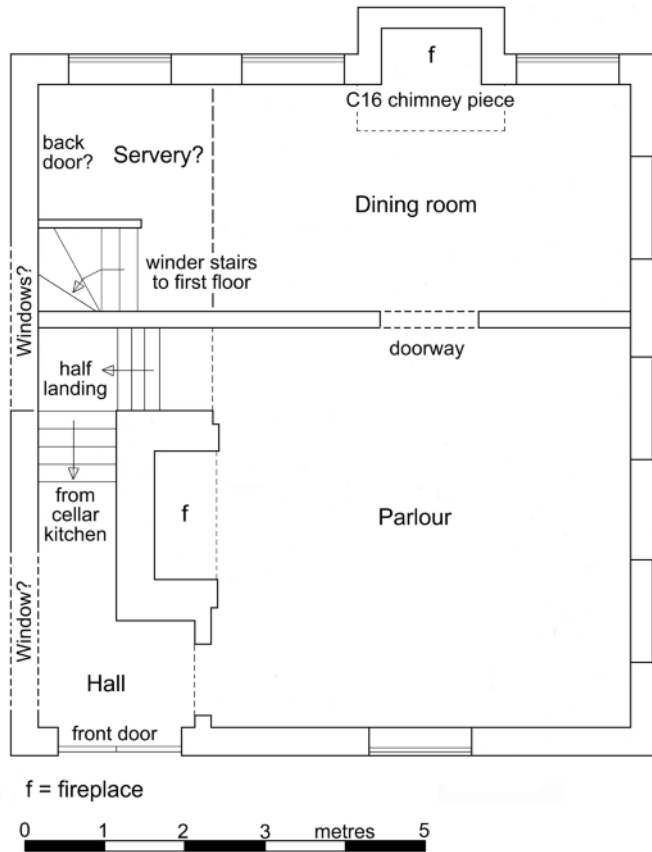 f
C16 chimney piece
back
door?
Servery?
Dining room
winder stairs
to first floor
Windows?
doorway
half
landing
from
cellar
kitchen
f
Parlour
Window?
Hall
front door
f = fireplace
0 1 2 3 metres 5